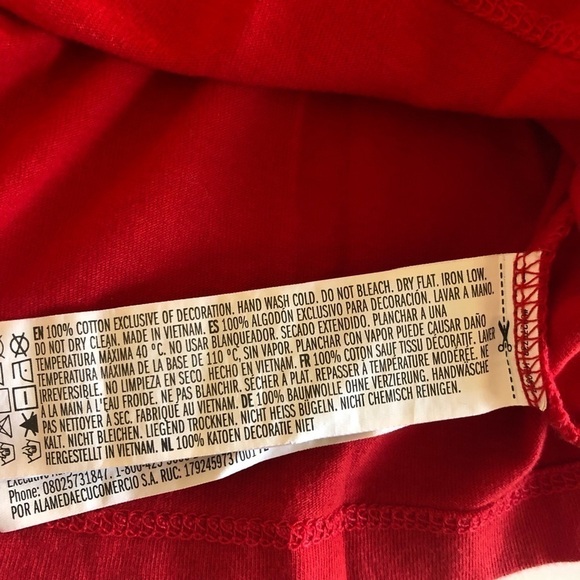 EN 100% COTTON EXCLUSIVE OF DECORATION. HAND WASH COLD. DO NOT BLEACH. DRY FLAT. IRON LOW.
DO NOT DRY CLEAN. MADE IN VIETNAM. ES 100% ALGODÓN EXCLUSIVO PARA DECORACIÓN. LAVAR A MANO.
TEMPERATURA MÁXIMA 40 °C. NO USAR BLANQUEADOR. SECADO EXTENDIDO. PLANCHAR A UNA
TEMPERATURA MÁXIMA DE LA BASE DE 110 °C, SIN VAPOR. PLANCHAR CON VAPOR PUEDE CAUSAR DAÑO
IRREVERSIBLE. NO LIMPIEZA EN SECO. HECHO EN VIETNAM. FR 100% COTON SAUF TISSU DÉCORATIF. LAVER
À LA MAIN À L'EAU FROIDE. NE PAS BLANCHIR. SÉCHER À PLAT. REPASSER À TEMPÉRATURE MODERÉE. NE
PAS NETTOYER À SEC. FABRIQUÉ AU VIETNAM. DE 100% BAUMWOLLE OHNE VERZIERUNG. HANDWÄSCHE
KALT. NICHT BLEICHEN. LIEGEND TROCKNEN. NICHT HEISS BÜGELN. NICHT CHEMISCH REINIGEN.
HERGESTELLT IN VIETNAM. NL 100% KATOEN DECORATIE NIET
Phone: 08025731847,
POR ALAMEDAECUCOMERCIO S.A. RUC: